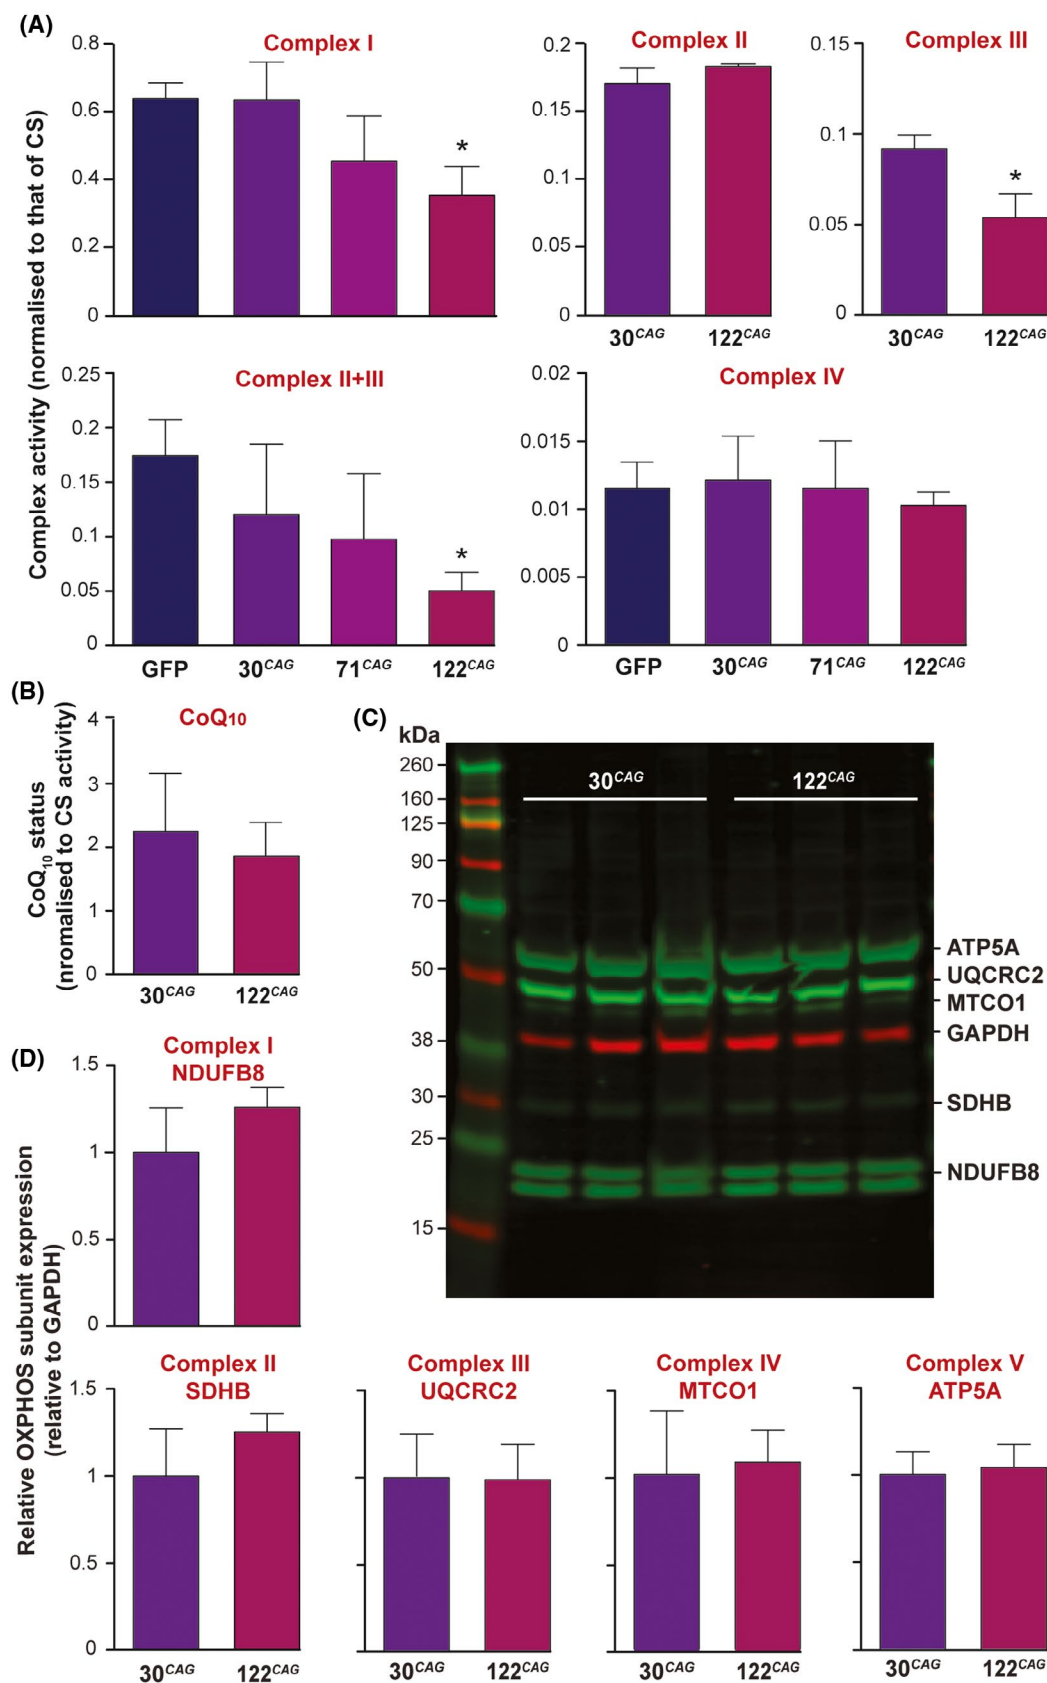 (A)
Complex activity (normalised to that of CS)
Complex I
0.8
0.6
0.4
0.2
0
*
Complex II
0.2
0.15
0.1
0.05
0
30CAG 122CAG
Complex III
0.15
0.1
0.05
0
*
30CAG 122CAG
Complex II+III
0.25
0.2
0.15
0.1
0.05
0
*
GFP 30CAG 71CAG 122CAG
Complex IV
0.02
0.015
0.01
0.005
0
GFP 30CAG 71CAG 122CAG
(B)
CoQ10
CoQ10 status
(nromalised to CS activity)
4
3
2
1
0
30CAG 122CAG
(C)
kDa
260
160
125
90
70
50
38
30
25
15
30CAG
122CAG
ATP5A
UQCRC2
MTCO1
GAPDH
SDHB
NDUFB8
(D)
Relative OXPHOS subunit expression
(relative to GAPDH)
Complex I
NDUFB8
1.5
1
0.5
0
Complex II
SDHB
1.5
1
0.5
0
30CAG 122CAG
Complex III
UQCRC2
30CAG 122CAG
Complex IV
MTCO1
30CAG 122CAG
Complex V
ATP5A
30CAG 122CAG